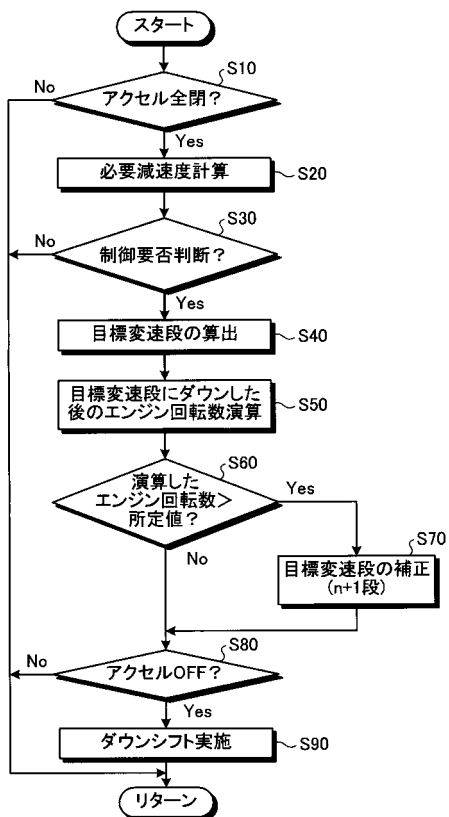 スタート
S10
No
アクセル全閉?
Yes
必要減速度計算
S20
S30
No
制御要否判断?
Yes
目標変速段の算出
S40
目標変速段にダウンした
後のエンジン回転数演算
S50
S60
演算した
エンジン回転数>
所定値?
Yes
No
S70
目標変速段の補正
(n+1段)
S80
No
アクセルOFF?
Yes
ダウンシフト実施
S90
リターン